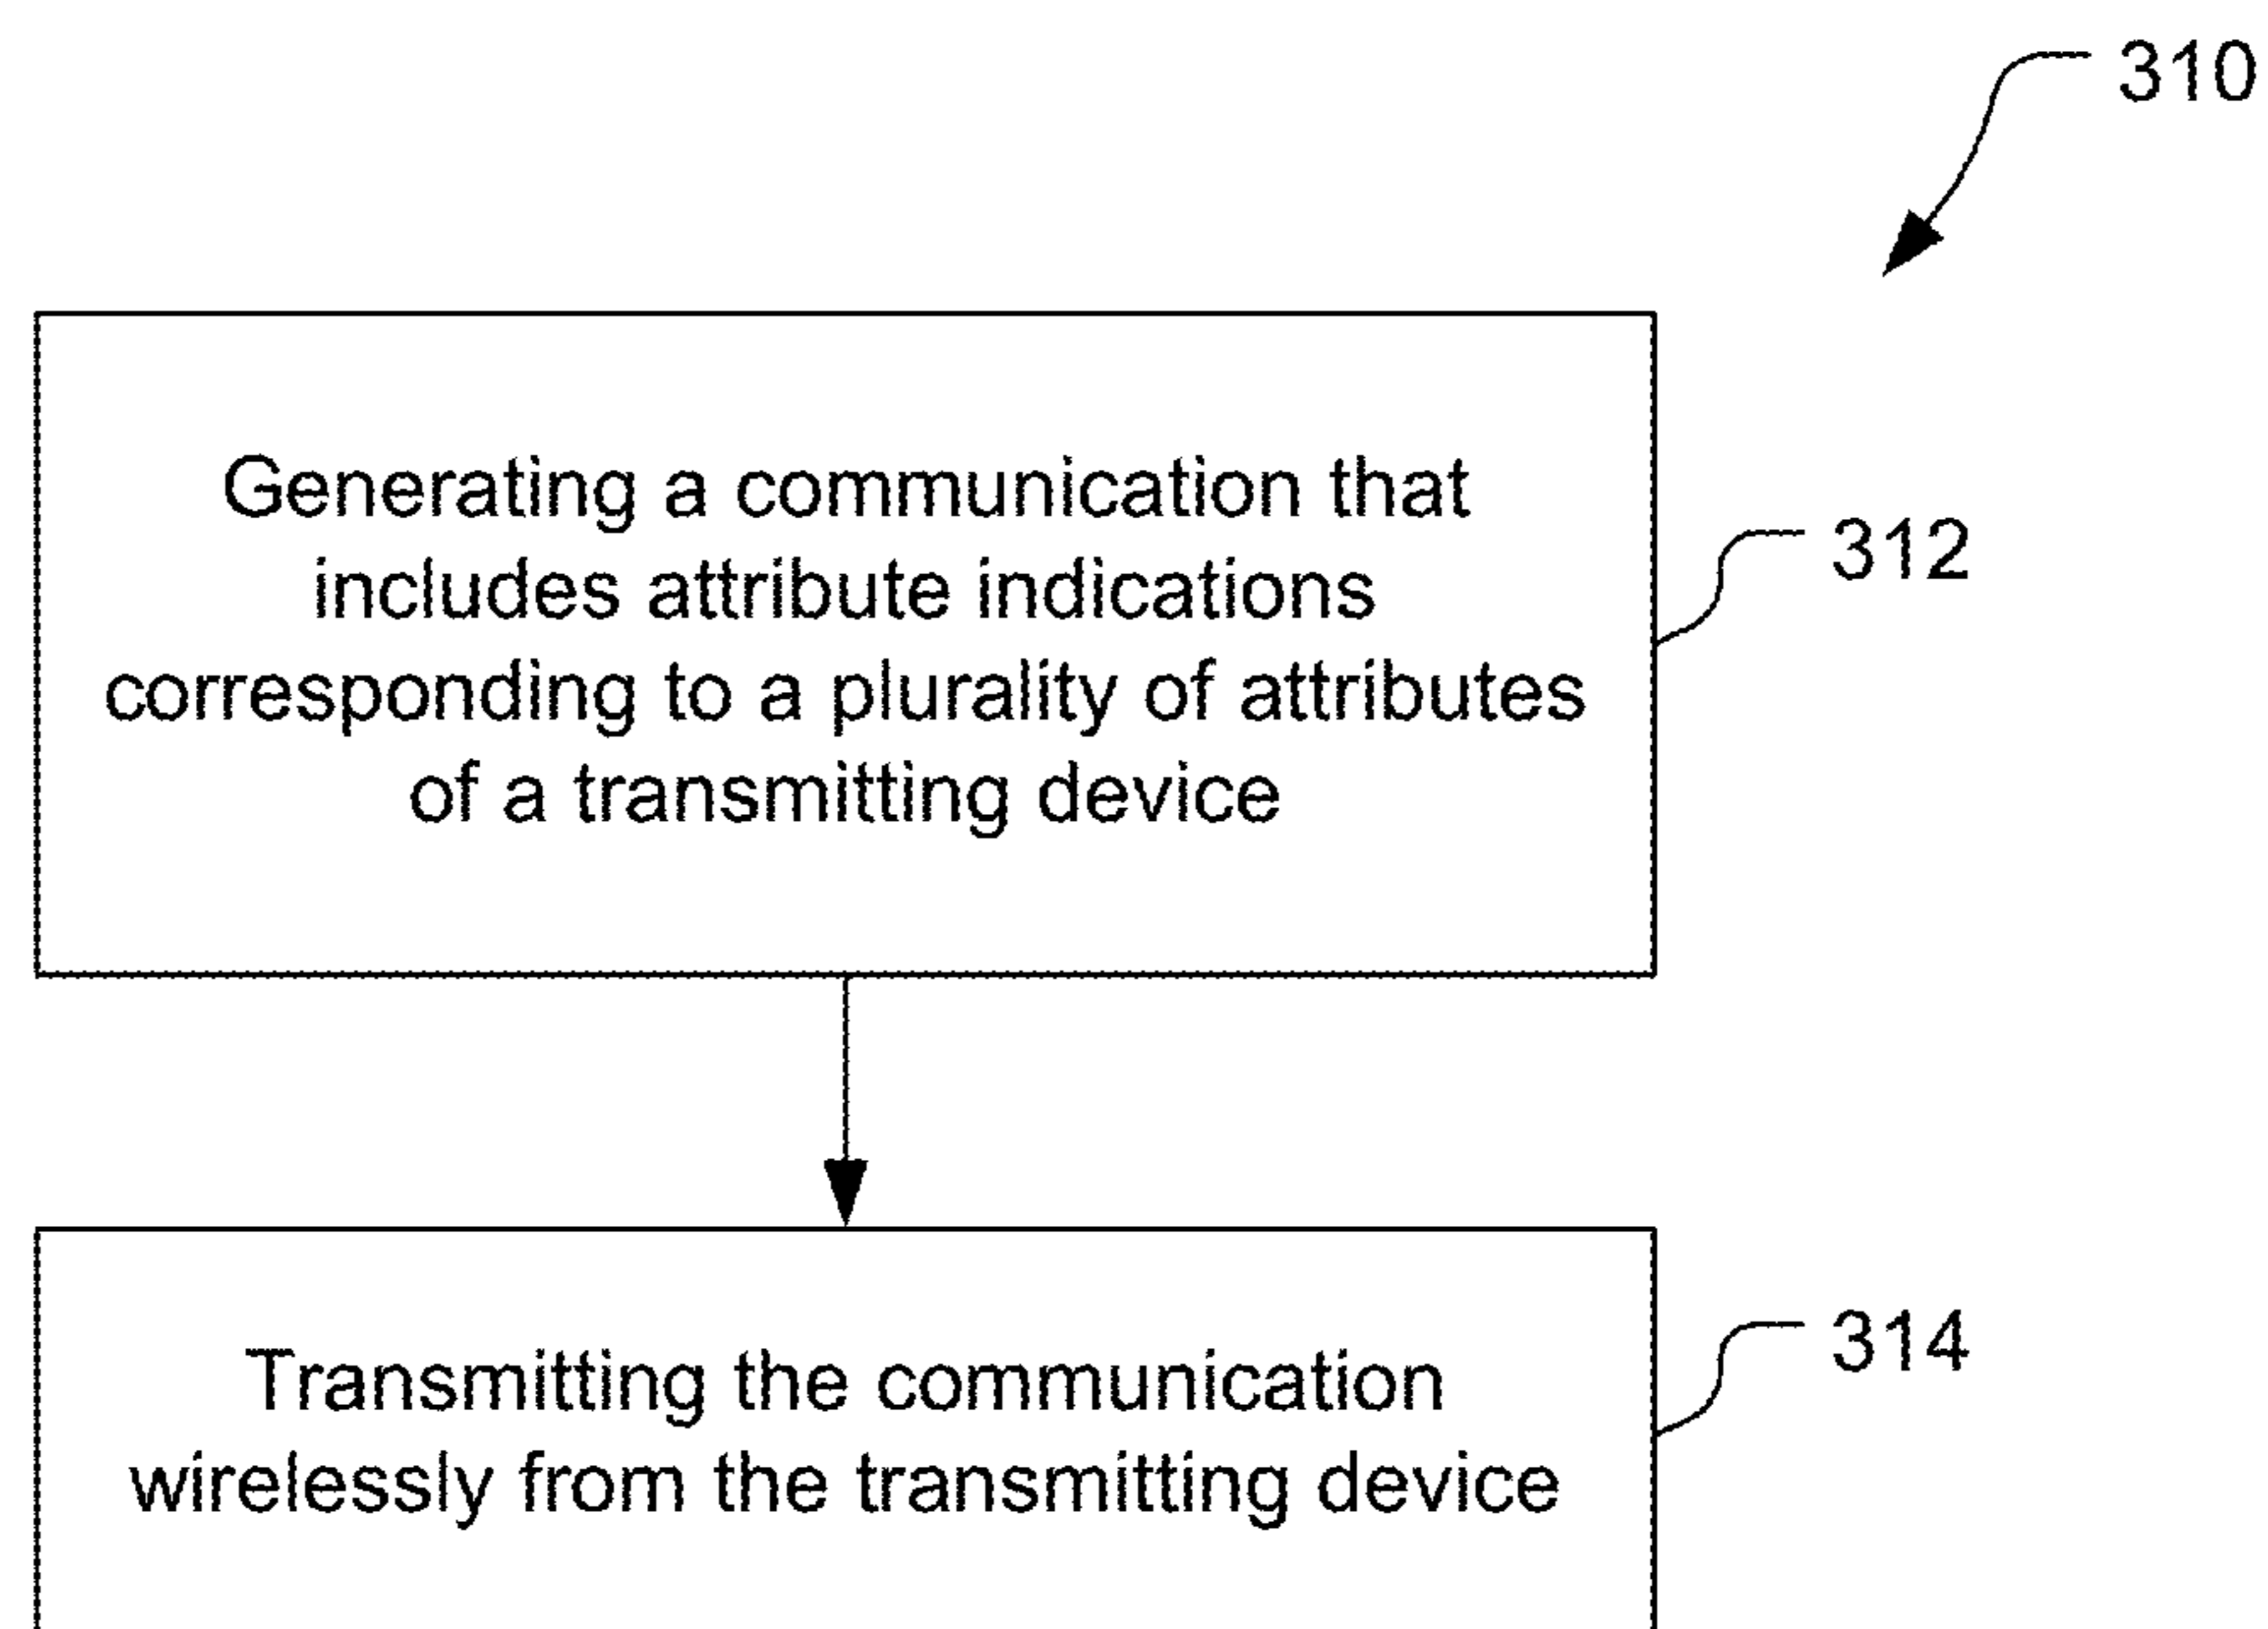 310
Generating a communication that
includes attribute indications
corresponding to a plurality of attributes
of a transmitting device
312
Transmitting the communication
wirelessly from the transmitting device
314